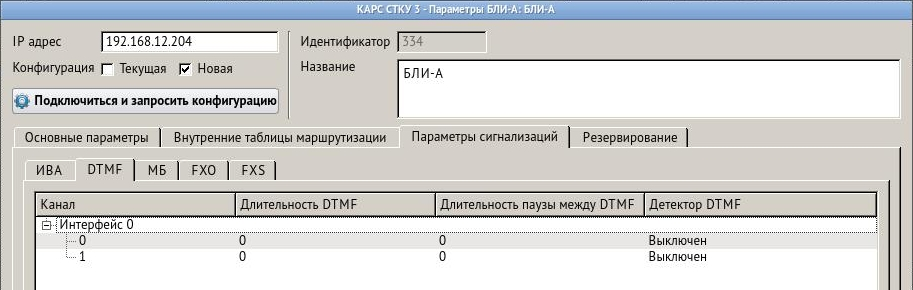 КАРС СТКУ 3 - Параметры БЛИ-А: БЛИ-А
IP адрес 192.168.12.204 Идентификатор 334
Конфигурация Текущая Новая Название БЛИ-А
Подключиться и запросить конфигурацию
Основные параметры Внутренние таблицы маршрутизации Параметры сигнализаций Резервирование
ИВА DTMF МБ FXO FXS
Канал Длительность DTMF Длительность паузы между DTMF Детектор DTMF
Интерфейс 0
0 0 0 Выключен
1 0 0 Выключен